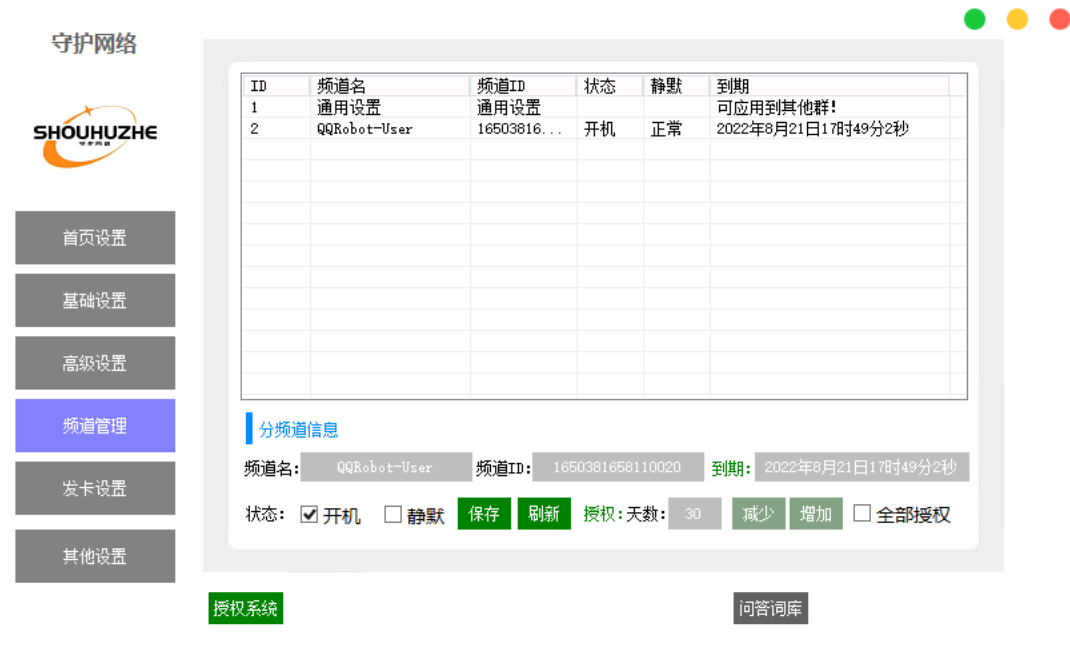 守护网络
SHOUHUZHE
守护网络
首页设置
基础设置
高级设置
频道管理
发卡设置
其他设置
ID 频道名 频道ID 状态 静默 到期
1 通用设置 通用设置 可应用到其他群!
2 QQRobot-User 16503816... 开机 正常 2022年8月21日17时49分2秒
分频道信息
频道名: QQRobot-User 频道ID: 1650381658110020 到期: 2022年8月21日17时49分2秒
状态: 开机 静默 保存 刷新 授权:天数: 30 减少 增加 全部授权
授权系统 问答词库